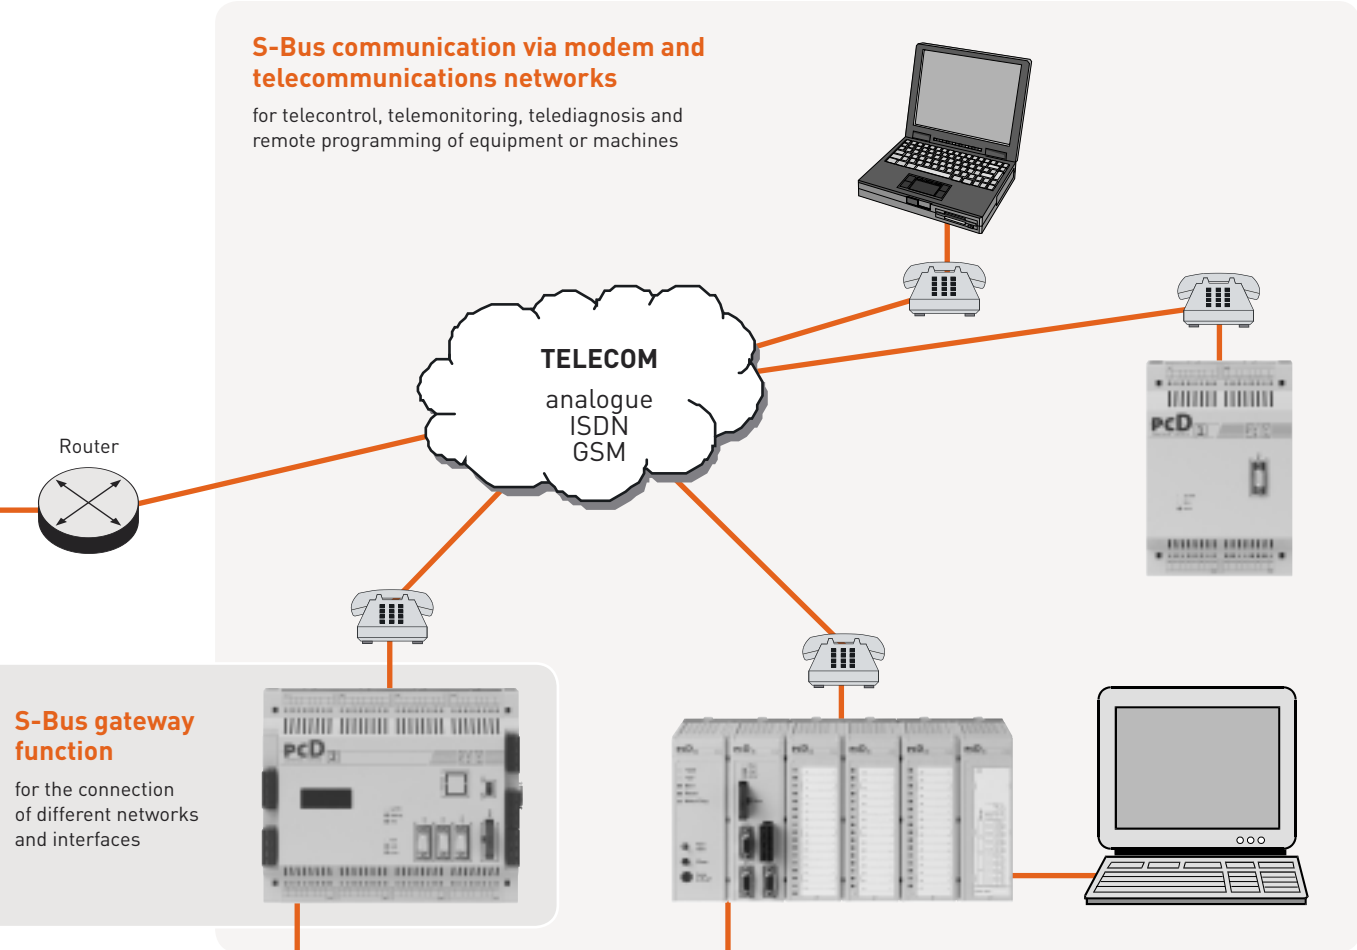 S-Bus communication via modem and
telecommunications networks
for telecontrol, telemonitoring, telediagnosis and
remote programming of equipment or machines
TELECOM
analogue
ISDN
GSM
Router
PCD
S-Bus gateway
function
for the connection
of different networks
and interfaces
PCD